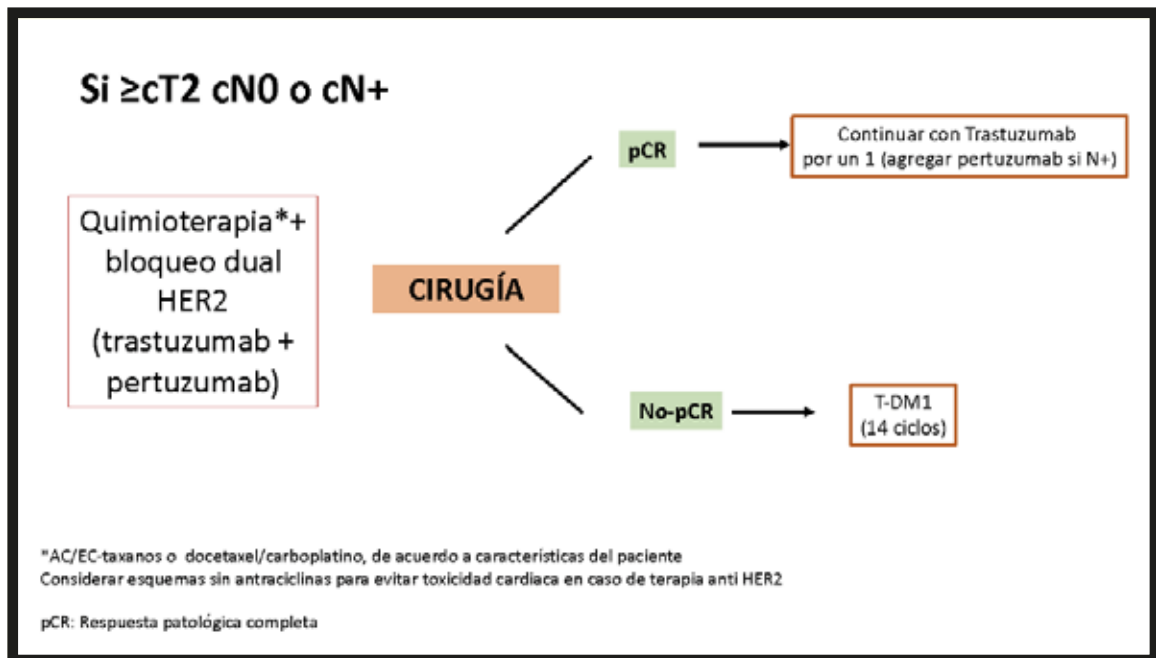 Si ≥cT2 cN0 o cN+
Quimioterapia*+
bloqueo dual
HER2
(trastuzumab +
pertuzumab)
CIRUGÍA
pCR
Continuar con Trastuzumab
por un 1 (agregar pertuzumab si N+)
No-pCR
T-DM1
(14 ciclos)
*AC/EC-taxanos o docetaxel/carboplatino, de acuerdo a características del paciente
Considerar esquemas sin antraciclinas para evitar toxicidad cardiaca en caso de terapia anti HER2
pCR: Respuesta patológica completa